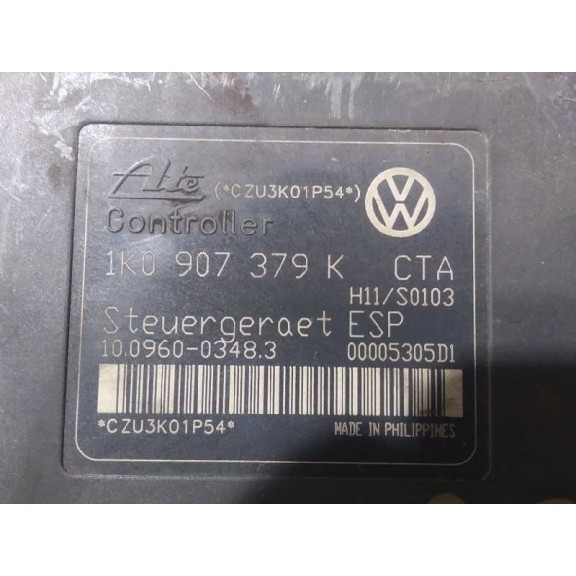 Ate (*CZU3K01P54*)
Controller
1K0 907 379 K CTA
H11/S0103
Steuergeraet ESP
10.0960-0348.3 00005305D1
*CZU3K01P54* MADE IN PHILIPPINES